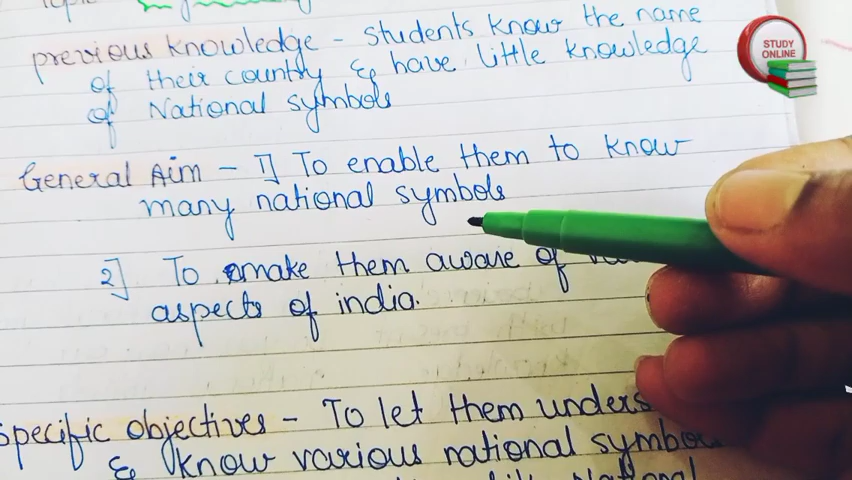 previous knowledge - students know the name
of their country & have little knowledge
of National symbols
General Aim - 1] To enable them to know
many national symbols
2] To make them aware of
aspects of india.
Specific objectives - To let them unders
& know various national symbo
National
STUDY
ONLINE